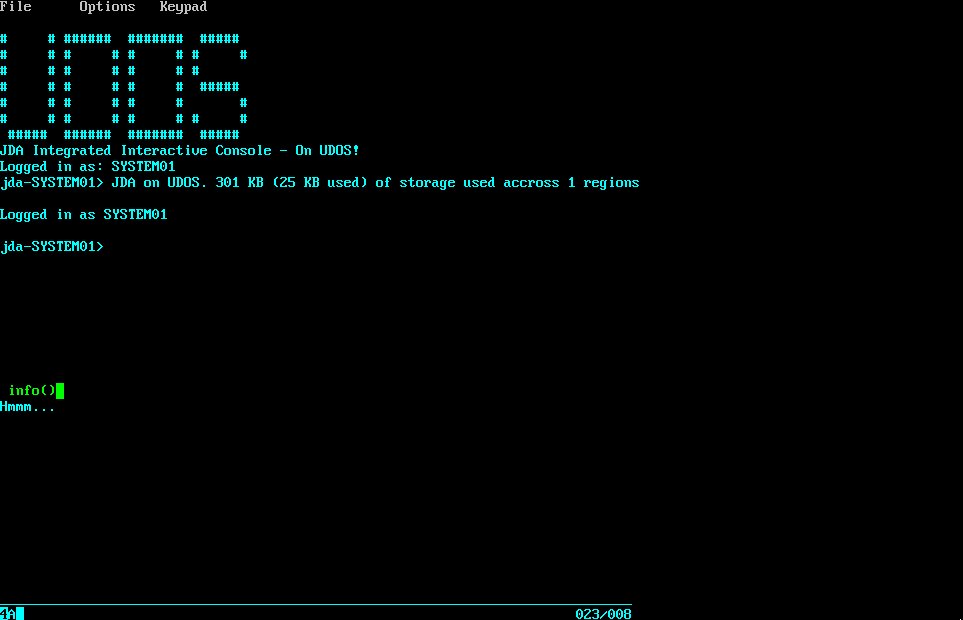 File Options Keypad
UDOS
JDA Integrated Interactive Console - On UDOS!
Logged in as: SYSTEM01
jda-SYSTEM01> JDA on UDOS. 301 KB (25 KB used) of storage used accross 1 regions
Logged in as SYSTEM01
jda-SYSTEM01>
info()
Hmmm...
4A 023/008